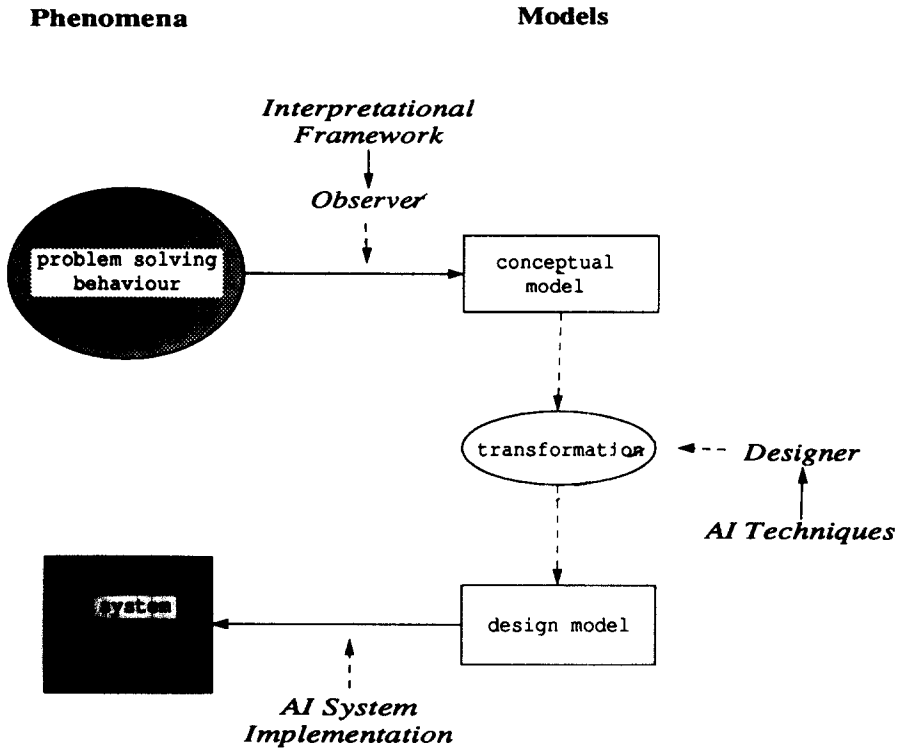 Phenomena
Models
Interpretational
Framework
Observer
problem solving
behaviour
conceptual
model
transformation
Designer
AI Techniques
system
design model
AI System
Implementation